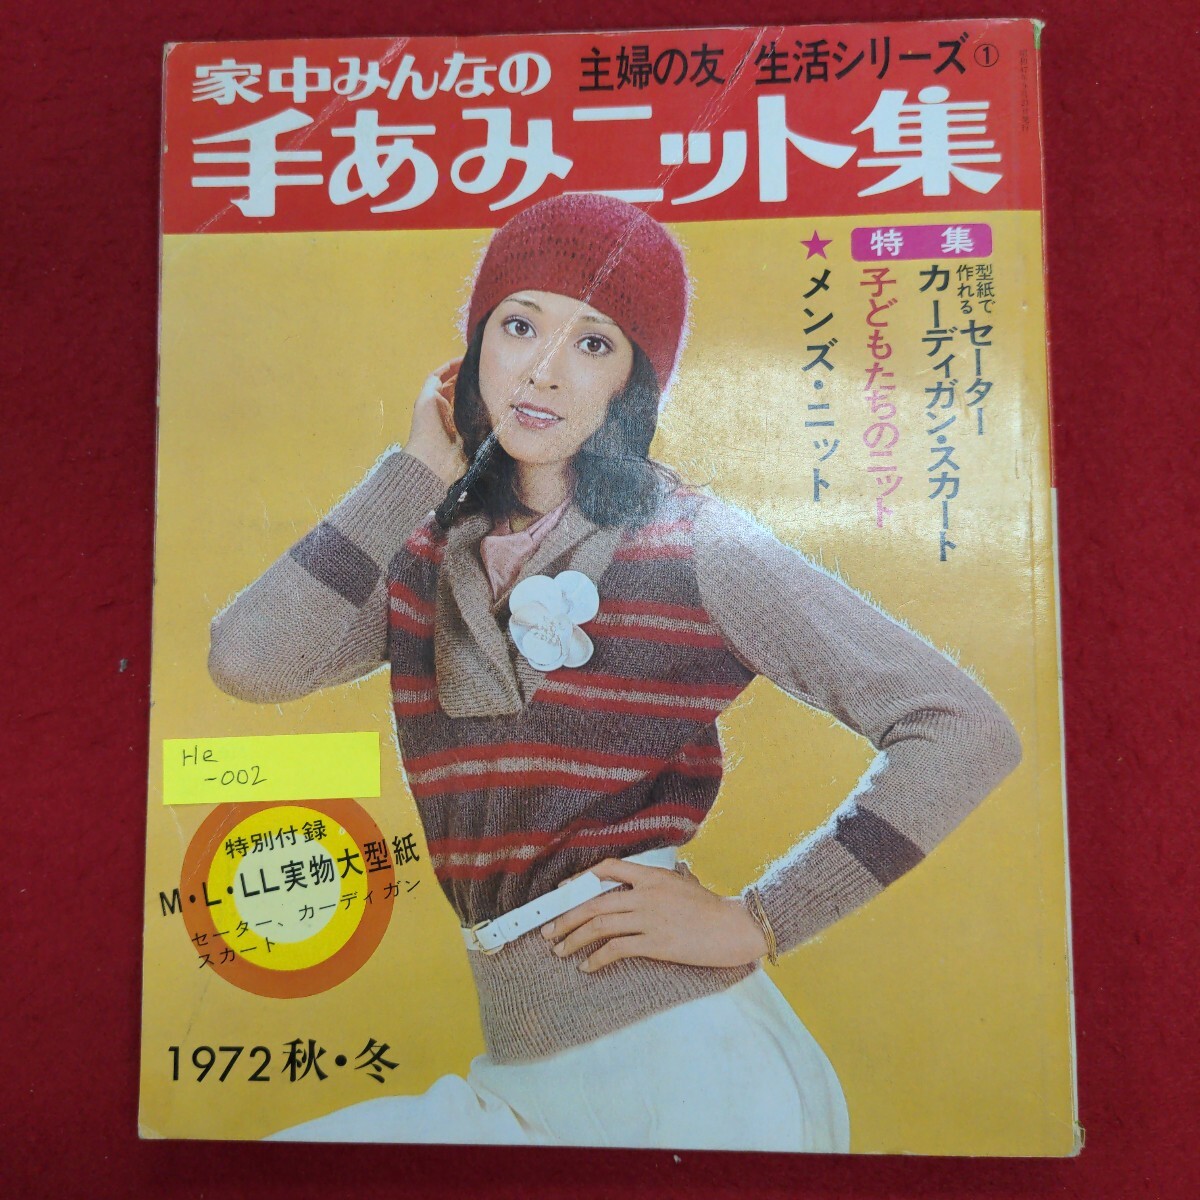 家中みんなの
主婦の友 生活シリーズ①
手あみニット集
特集
型紙で
作れる
セーター
カーディガン・スカート
子どもたちのニット
★メンズ・ニット
He
-002
特別付録
M・L・LL実物大型紙
セーター、カーディガン
スカート
1972秋・冬